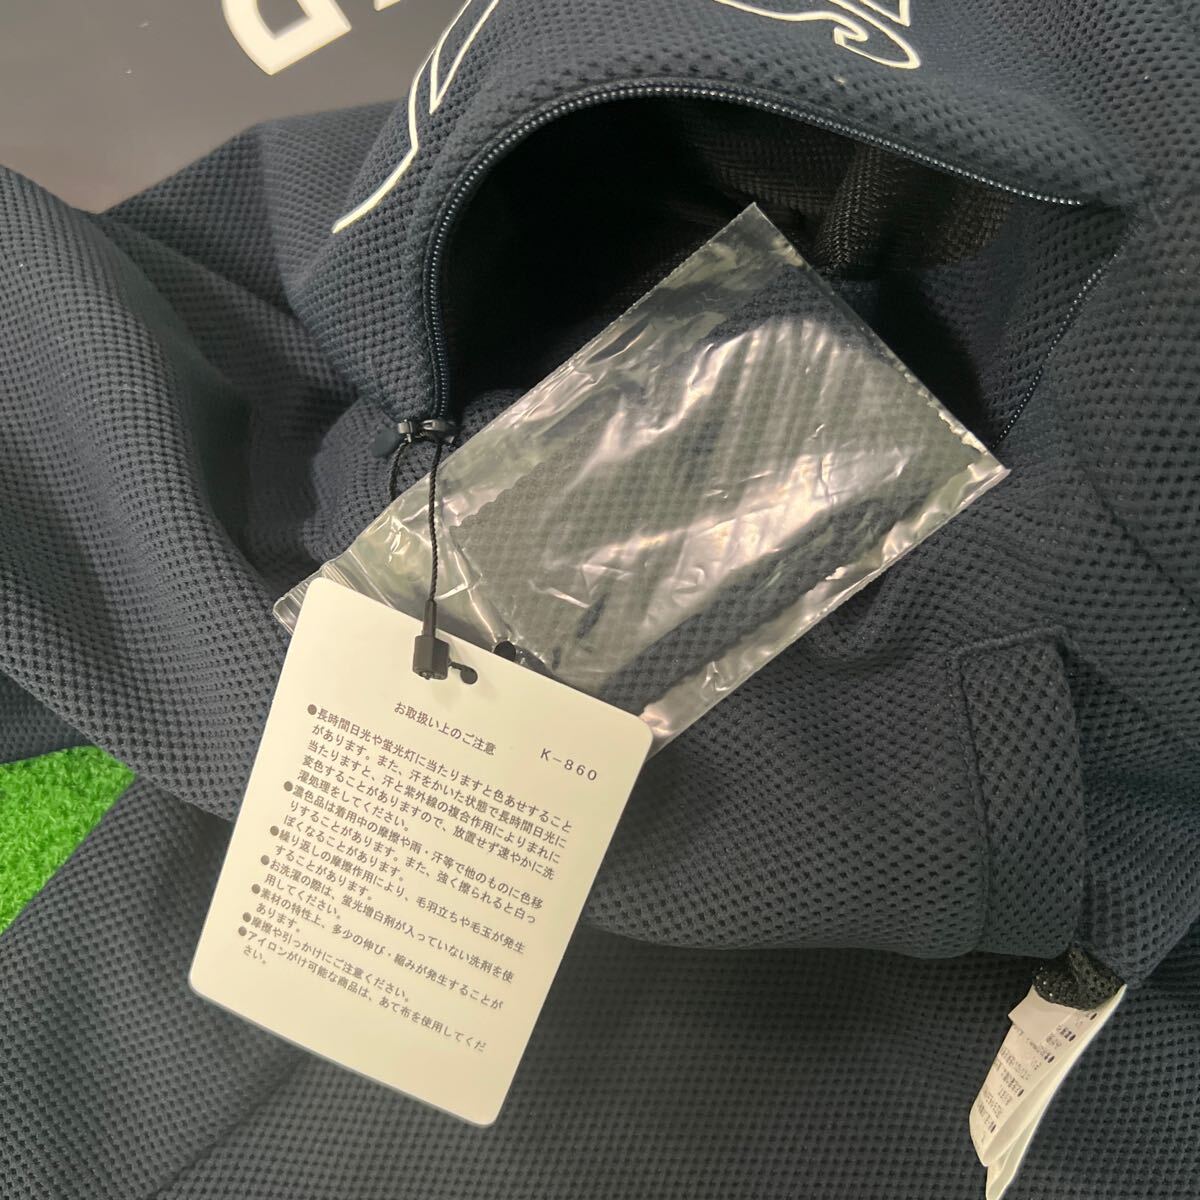 お取扱い上のご注意
K-860
●長時間日光や蛍光灯に当たりますと色あせすること
があります。また、汗をかいた状態で長時間日光に
当たりますと、汗と紫外線の複合作用によりまれに
変色することがありますので、放置せず速やかに洗
濯処理をしてください。
●濃色品は着用中の摩擦や雨・汗等で他のものに色移
りすることがあります。また、強く擦られると白っ
ぽくなることがあります。
●繰り返しの摩擦作用により、毛羽立ちや毛玉が発生
することがあります。
●お洗濯の際は、蛍光増白剤が入っていない洗剤を使
用してください。
●素材の特性上、多少の伸び・縮みが発生することが
あります。
●摩擦や引っかけにご注意ください。
●アイロンがけ可能な商品は、あて布を使用してくだ
さい。